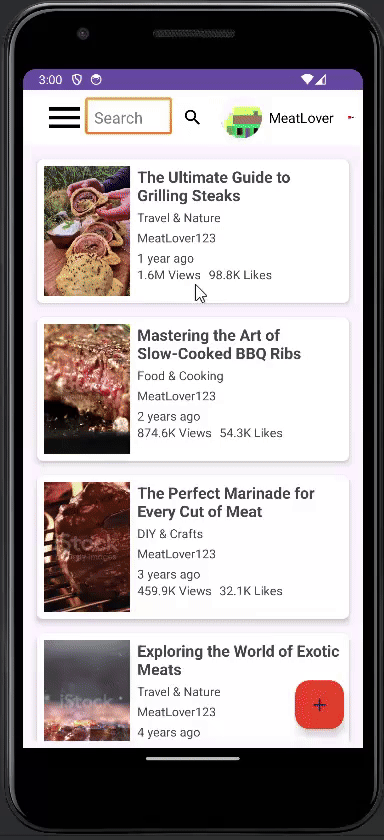 3:00
Search
MeatLover
The Ultimate Guide to
Grilling Steaks
Travel & Nature
MeatLover123
1 year ago
1.6M Views 98.8K Likes
Mastering the Art of
Slow-Cooked BBQ Ribs
Food & Cooking
MeatLover123
2 years ago
874.6K Views 54.3K Likes
The Perfect Marinade for
Every Cut of Meat
iStock
DIY & Crafts
MeatLover123
3 years ago
459.9K Views 32.1K Likes
Exploring the World of Exotic
Meats
iStock
Travel & Nature
MeatLover123
4 years ago
+